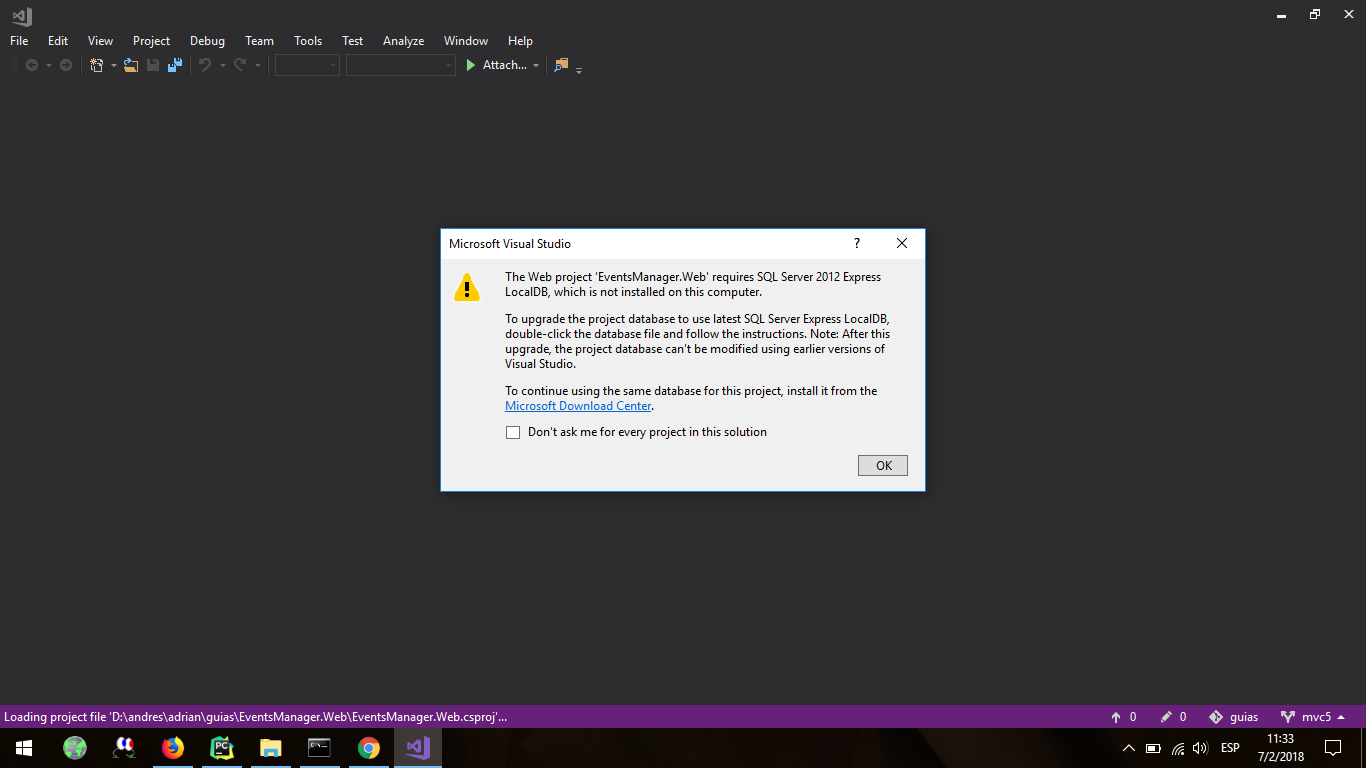 File Edit View Project Debug Team Tools Test Analyze Window Help
Attach...
Microsoft Visual Studio
?
The Web project 'EventsManager.Web' requires SQL Server 2012 Express
LocalDB, which is not installed on this computer.
To upgrade the project database to use latest SQL Server Express LocalDB,
double-click the database file and follow the instructions. Note: After this
upgrade, the project database can't be modified using earlier versions of
Visual Studio.
To continue using the same database for this project, install it from the
Microsoft Download Center.
Don't ask me for every project in this solution
OK
Loading project file 'D:\andres\adrian\guias\EventsManager.Web\EventsManager.Web.csproj'...
0 0 guias mvc5
PC
ESP
11:33
7/2/2018